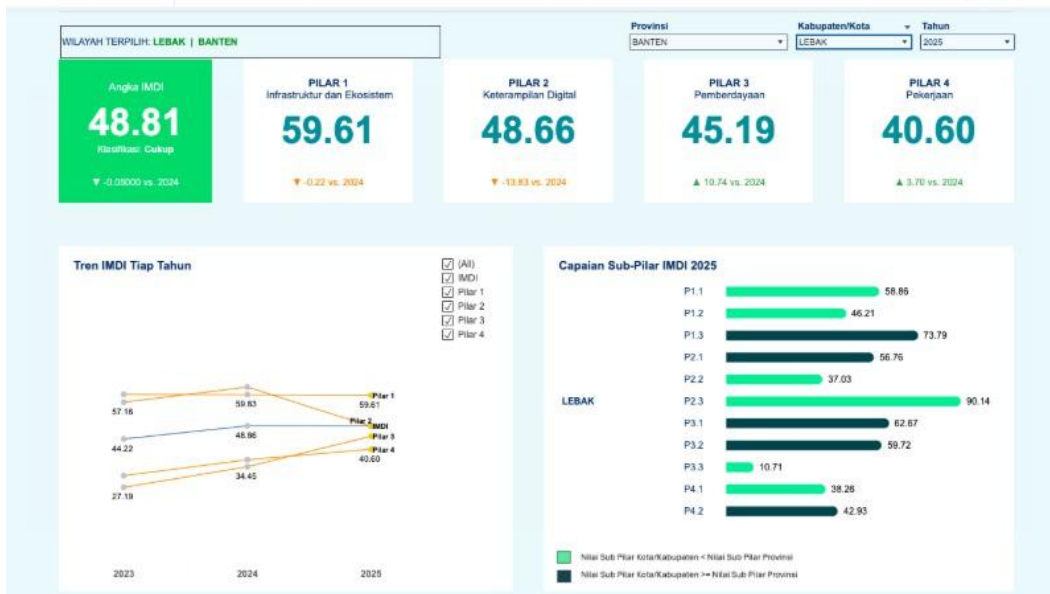 Provinsi Kabupaten/Kota Tahun
WILAYAH TERPILIH: LEBAK | BANTEN
BANTEN LEBAK 2025
Angka IMDI
48.81
Klasifikasi: Cukup
▼ -0.05000 vs. 2024
PILAR 1
Infrastruktur dan Ekosistem
59.61
▼ -0.22 vs. 2024
PILAR 2
Keterampilan Digital
48.66
▼ -13.83 vs. 2024
PILAR 3
Pemberdayaan
45.19
▲ 10.74 vs. 2024
PILAR 4
Pekerjaan
40.60
▲ 3.70 vs. 2024
Tren IMDI Tiap Tahun
(All)
IMDI
Pilar 1
Pilar 2
Pilar 3
Pilar 4
57.16
59.83
Pilar 1
59.61
Pilar 2
IMDI
44.22
48.86
Pilar 3
Pilar 4
40.60
27.19
34.45
2023 2024 2025
Capaian Sub-Pilar IMDI 2025
LEBAK
P1.1 58.86
P1.2 46.21
P1.3 73.79
P2.1 56.76
P2.2 37.03
P2.3 90.14
P3.1 62.67
P3.2 59.72
P3.3 10.71
P4.1 38.26
P4.2 42.93
Nilai Sub Pilar Kota/Kabupaten < Nilai Sub Pilar Provinsi
Nilai Sub Pilar Kota/Kabupaten >= Nilai Sub Pilar Provinsi